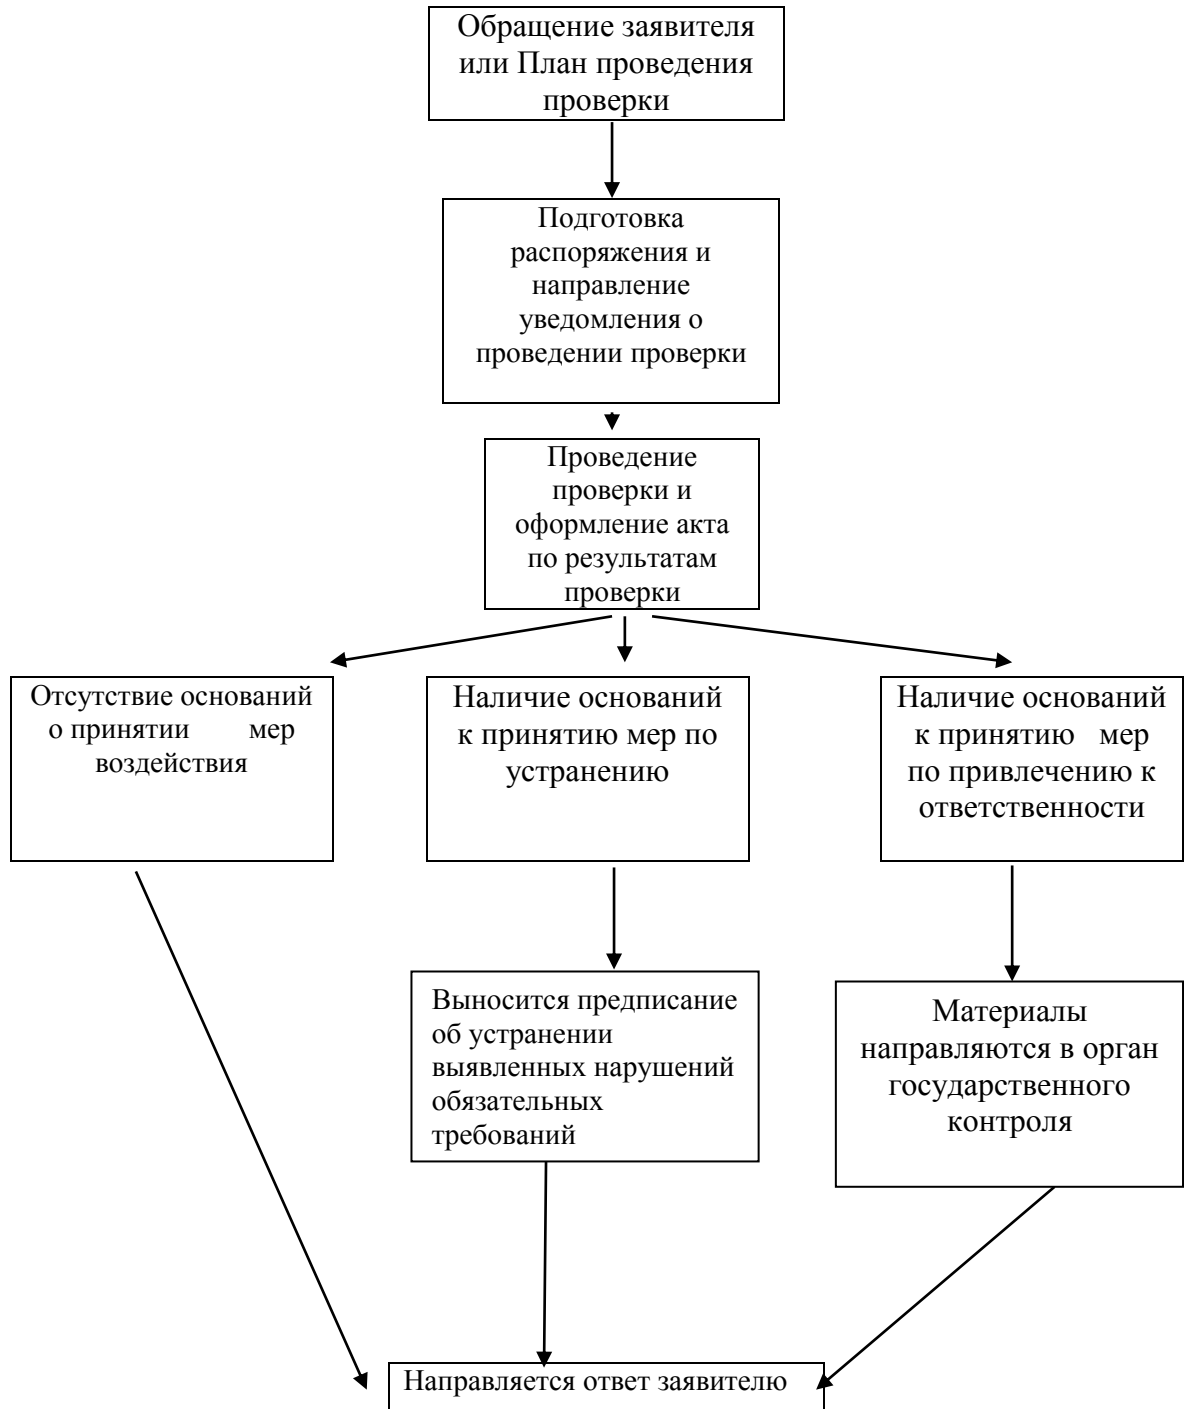 Обращение заявителя
или План проведения
проверки
Подготовка
распоряжения и
направление
уведомления о
проведении проверки
Проведение
проверки и
оформление акта
по результатам
проверки
Отсутствие оснований
о принятии мер
воздействия
Наличие оснований
к принятию мер по
устранению
Наличие оснований
к принятию мер
по привлечению к
ответственности
Выносится предписание
об устранении
выявленных нарушений
обязательных
требований
Материалы
направляются в орган
государственного
контроля
Направляется ответ заявителю